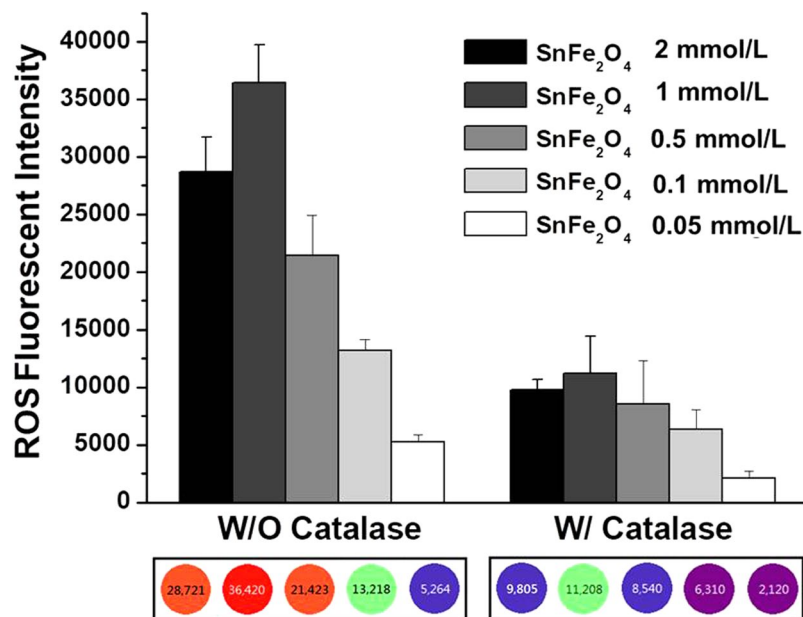 ROS Fluorescent Intensity
40000
35000
30000
25000
20000
15000
10000
5000
0
SnFe₂O₄ 2 mmol/L
SnFe₂O₄ 1 mmol/L
SnFe₂O₄ 0.5 mmol/L
SnFe₂O₄ 0.1 mmol/L
SnFe₂O₄ 0.05 mmol/L
W/O Catalase W/ Catalase
28,721 36,420 21,423 13,218 5,264 9,805 11,208 8,540 6,310 2,120